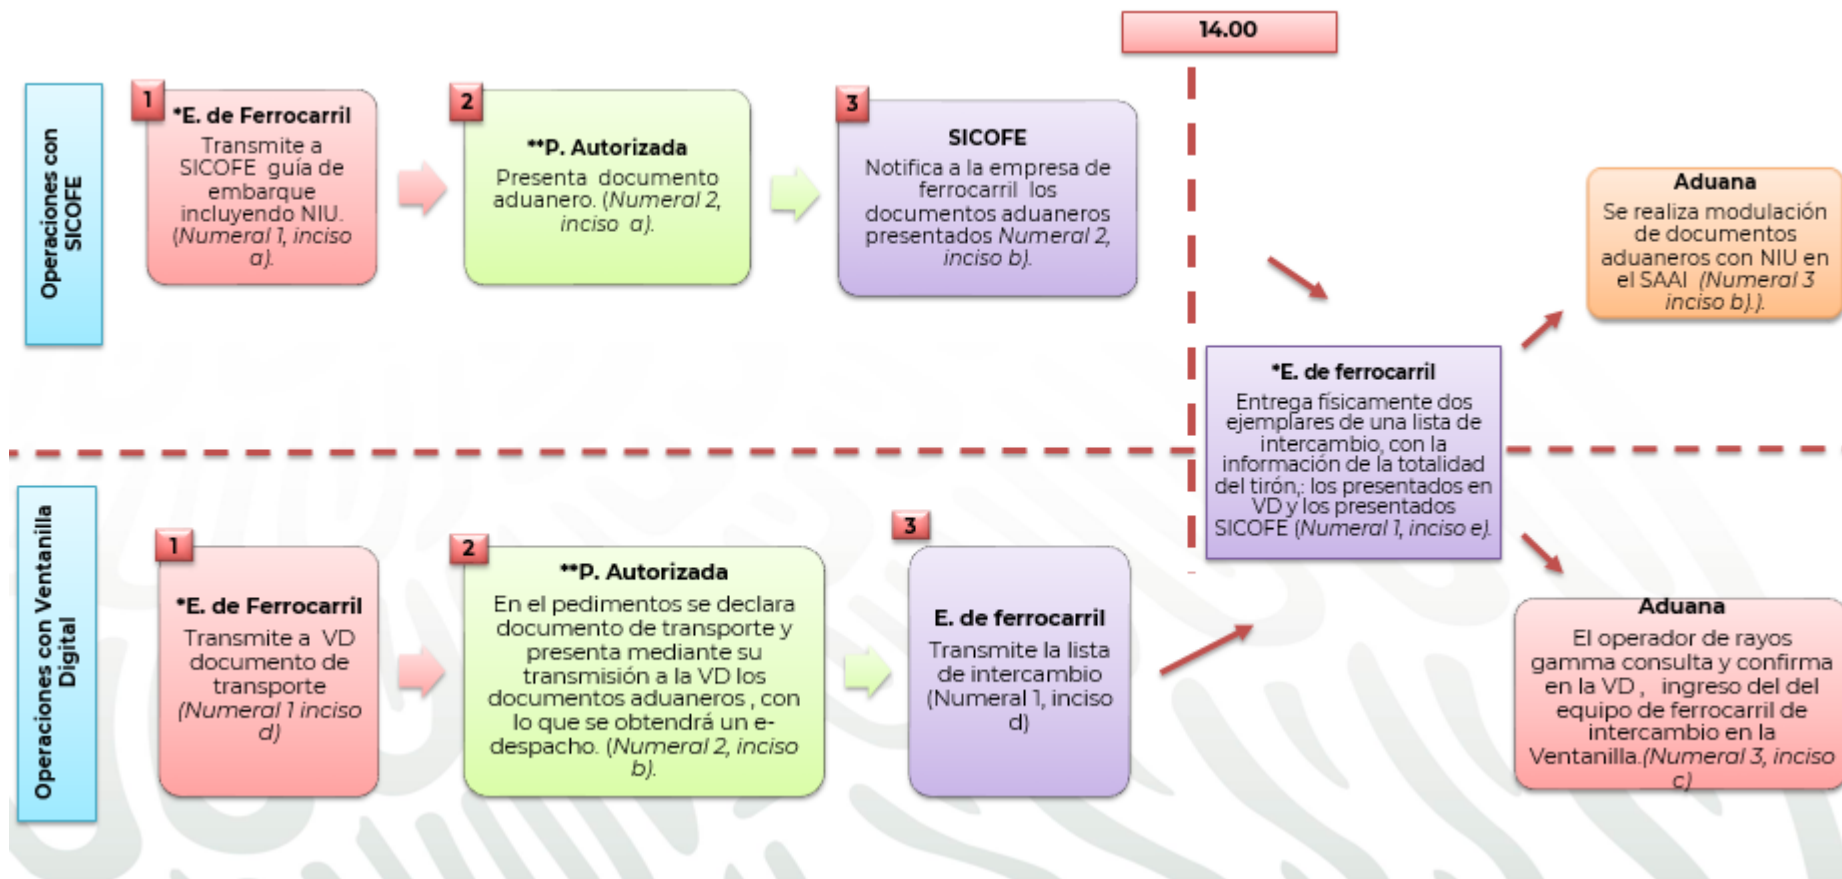 14.00
Operaciones con
SICOFE
1
*E. de Ferrocarril
Transmite a
SICOFE guía de
embarque
incluyendo NIU.
(Numeral 1, inciso
a).
2
**P. Autorizada
Presenta documento
aduanero. (Numeral 2,
inciso a).
3
SICOFE
Notifica a la empresa de
ferrocarril los
documentos aduaneros
presentados Numeral 2,
inciso b).
Aduana
Se realiza modulación
de documentos
aduaneros con NIU en
el SAAI (Numeral 3
inciso b).).
*E. de ferrocarril
Entrega físicamente dos
ejemplares de una lista de
intercambio, con la
información de la totalidad
del tirón,: los presentados en
VD y los presentados
SICOFE (Numeral 1, inciso e).
Operaciones con Ventanilla
Digital
1
*E. de Ferrocarril
Transmite a VD
documento de
transporte
(Numeral 1 inciso
d)
2
**P. Autorizada
En el pedimentos se declara
documento de transporte y
presenta mediante su
transmisión a la VD los
documentos aduaneros , con
lo que se obtendrá un e-
despacho. (Numeral 2, inciso
b).
3
E. de ferrocarril
Transmite la lista
de intercambio
(Numeral 1, inciso
d)
Aduana
El operador de rayos
gamma consulta y confirma
en la VD , ingreso del del
equipo de ferrocarril de
intercambio en la
Ventanilla.(Numeral 3, inciso
c)